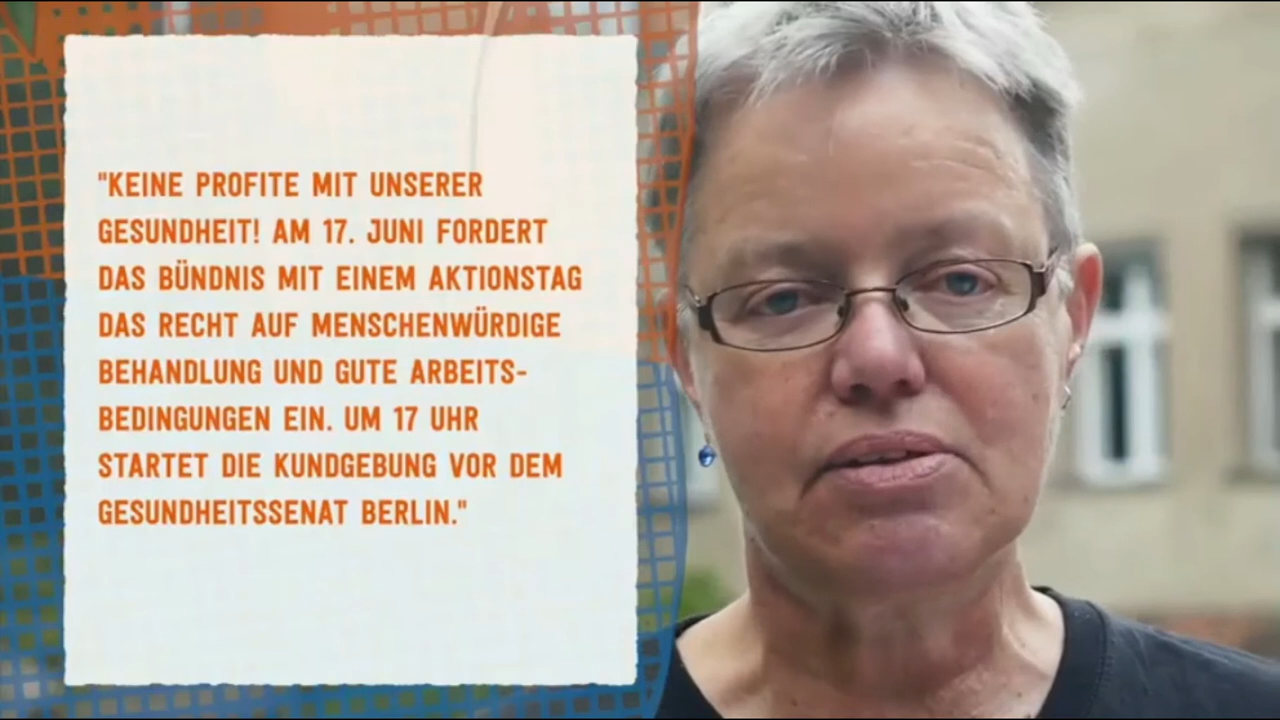 "KEINE PROFITE MIT UNSERER
GESUNDHEIT! AM 17. JUNI FORDERT
DAS BÜNDNIS MIT EINEM AKTIONSTAG
DAS RECHT AUF MENSCHENWÜRDIGE
BEHANDLUNG UND GUTE ARBEITS-
BEDINGUNGEN EIN. UM 17 UHR
STARTET DIE KUNDGEBUNG VOR DEM
GESUNDHEITSSENAT BERLIN."